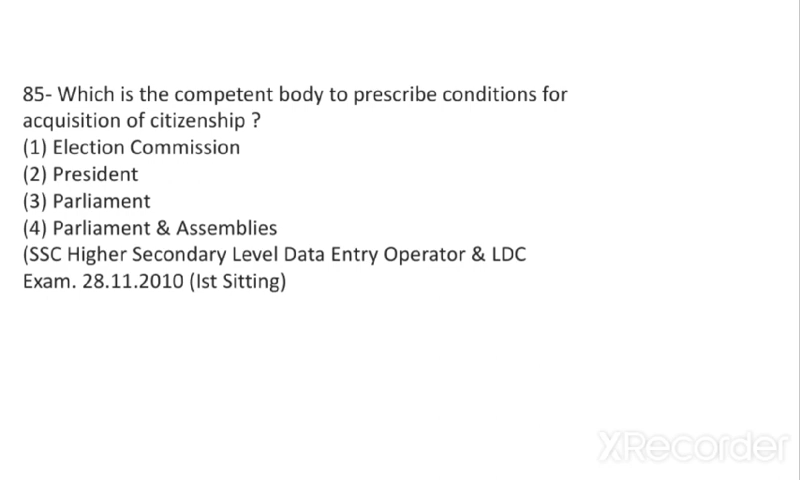 85- Which is the competent body to prescribe conditions for
acquisition of citizenship ?
(1) Election Commission
(2) President
(3) Parliament
(4) Parliament & Assemblies
(SSC Higher Secondary Level Data Entry Operator & LDC
Exam. 28.11.2010 (Ist Sitting)
XRecorder